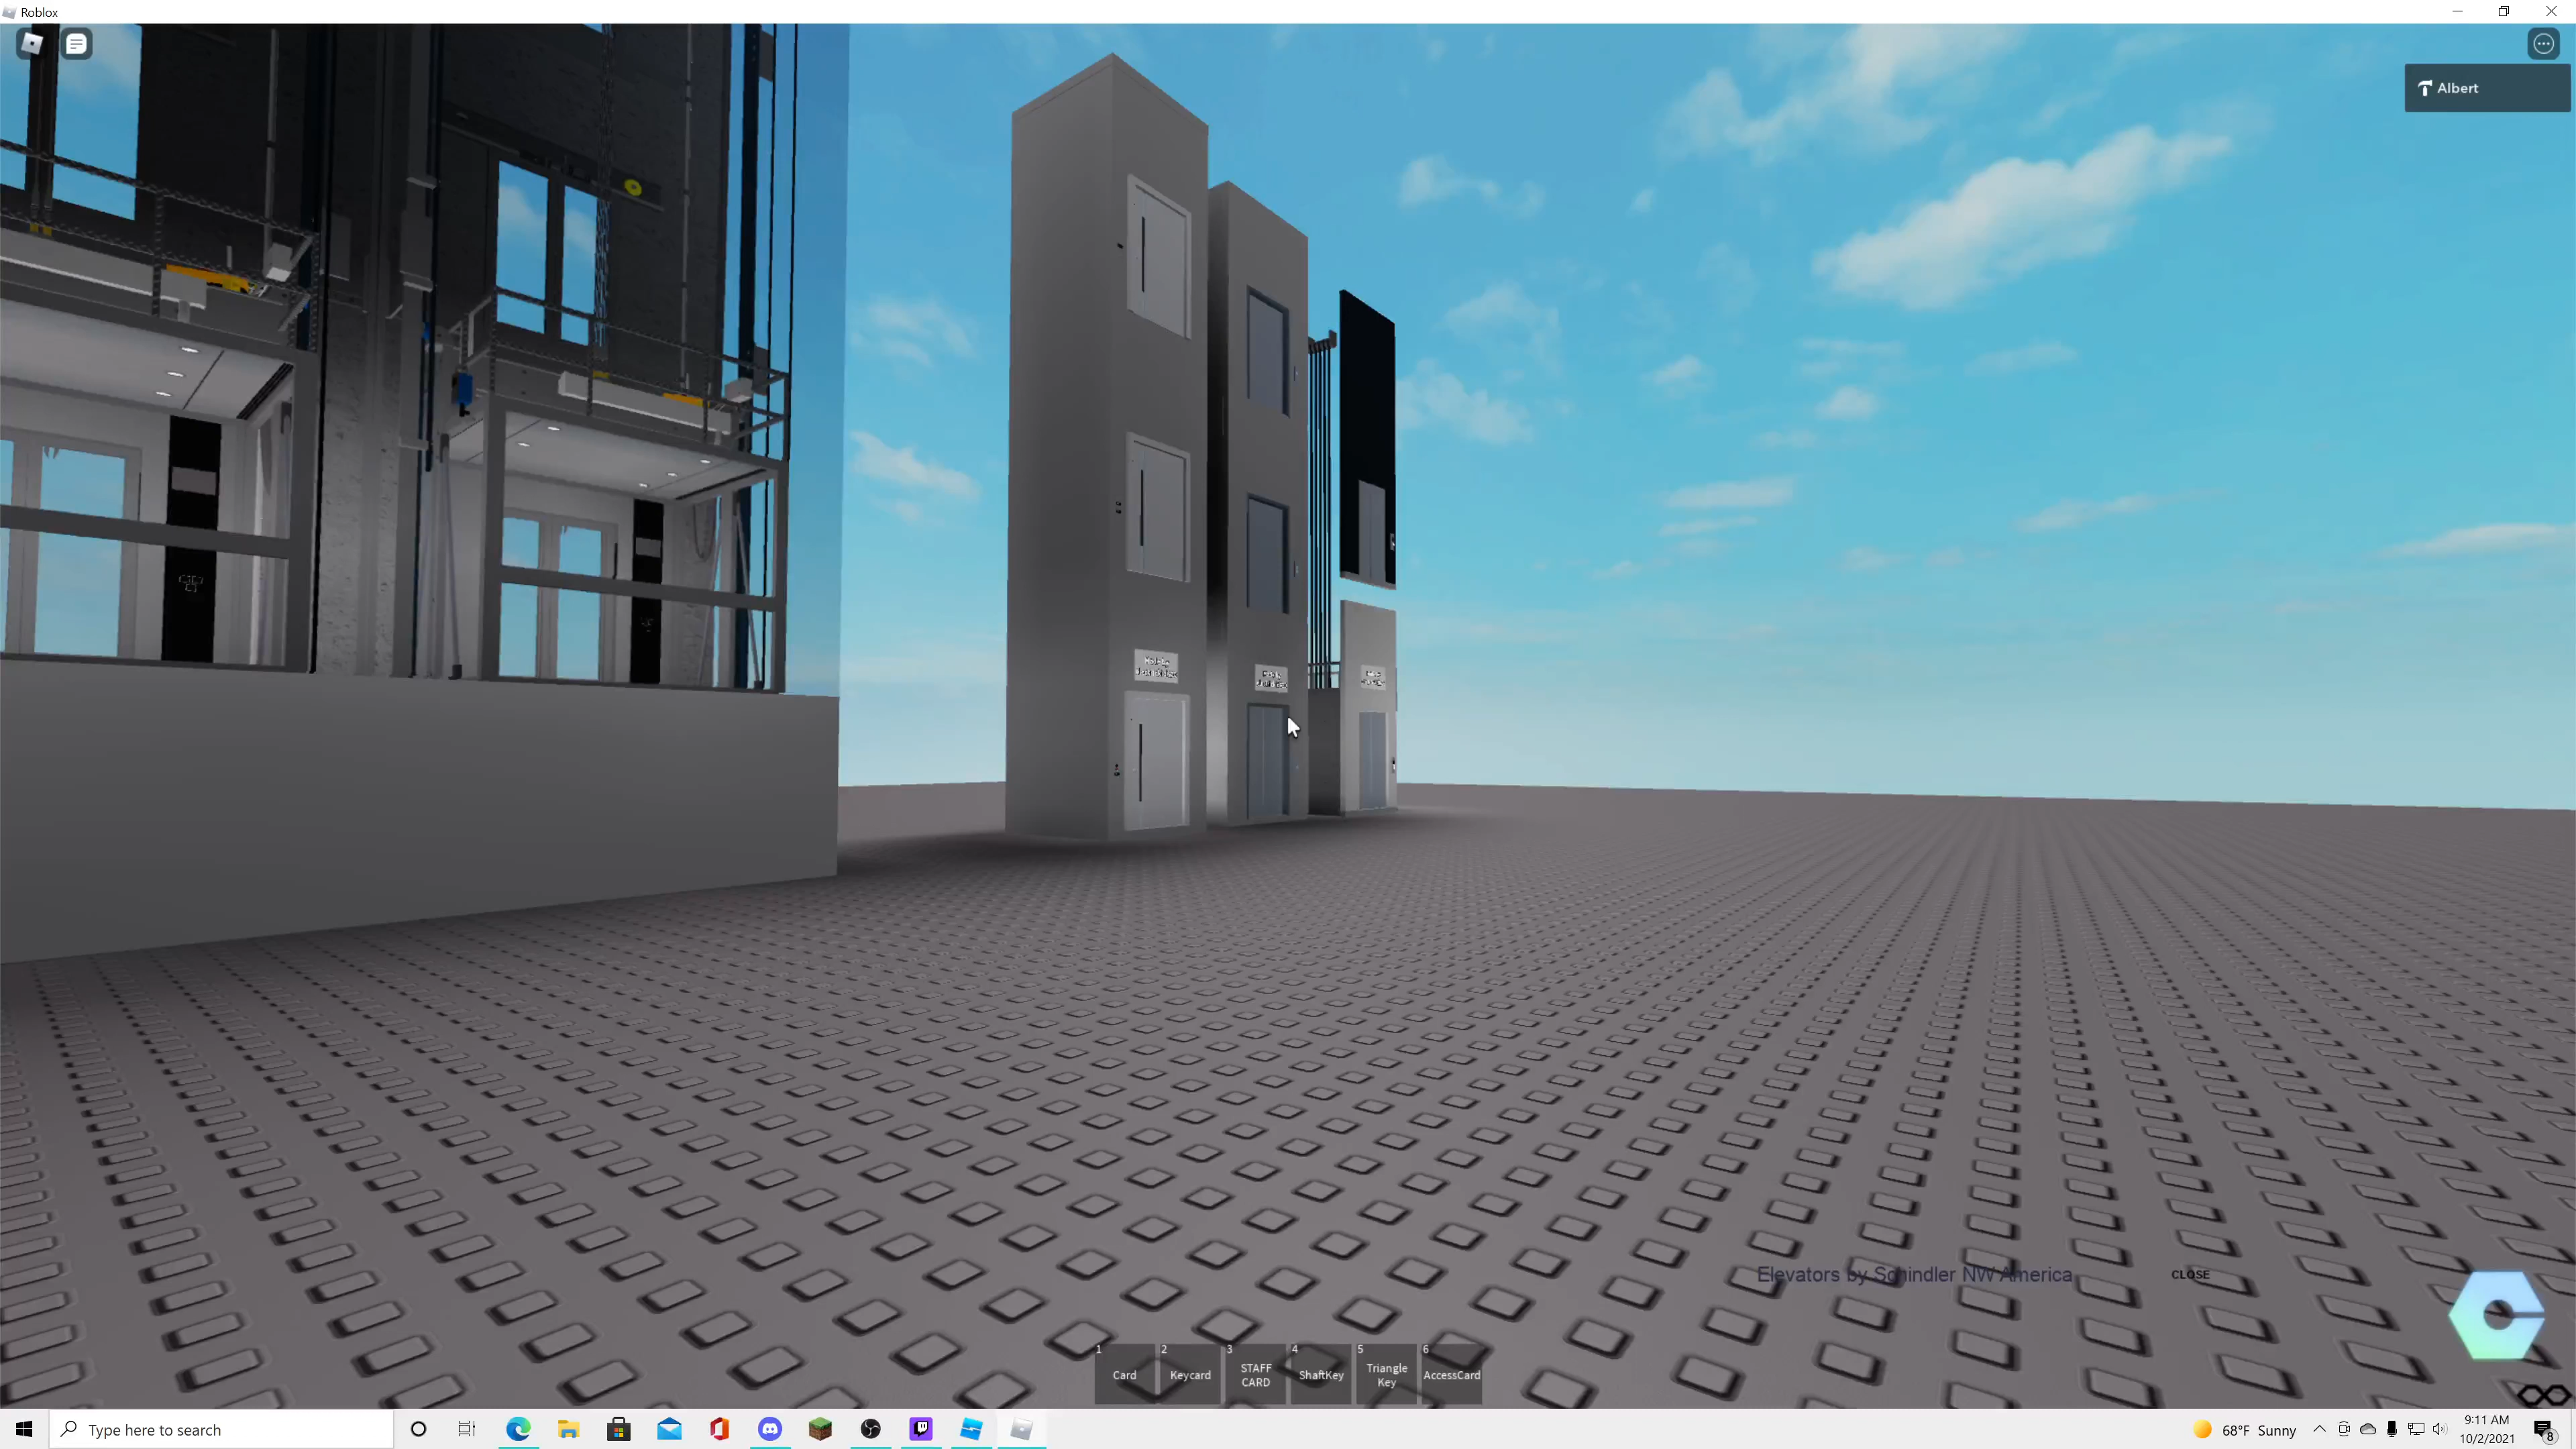 Roblox
Albert
Elevators by Schindler NW America
CLOSE
1
Card
2
Keycard
3
STAFF
CARD
4
ShaftKey
5
Triangle
Key
6
AccessCard
Type here to search
68°F Sunny
9:11 AM
10/2/2021
8